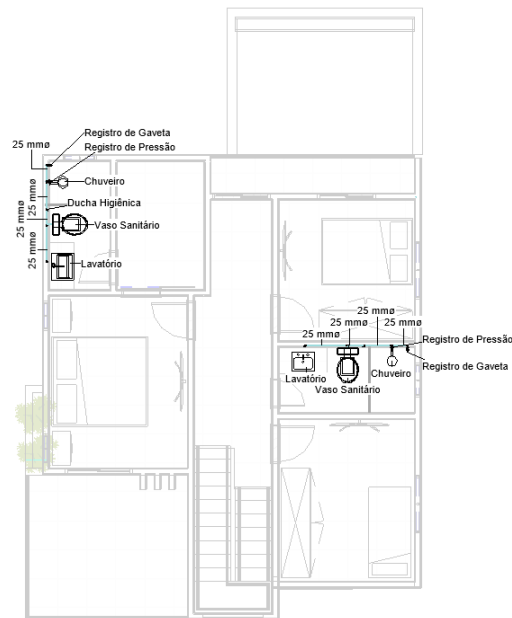 Registro de Gaveta
25 mmø
Registro de Pressão
Chuveiro
25 mmø
Ducha Higiênica
25 mmø
Vaso Sanitário
25 mmø
Lavatório
25 mmø
25 mmø
25 mmø
25 mmø
Registro de Pressão
Registro de Gaveta
Lavatório
Chuveiro
Vaso Sanitário